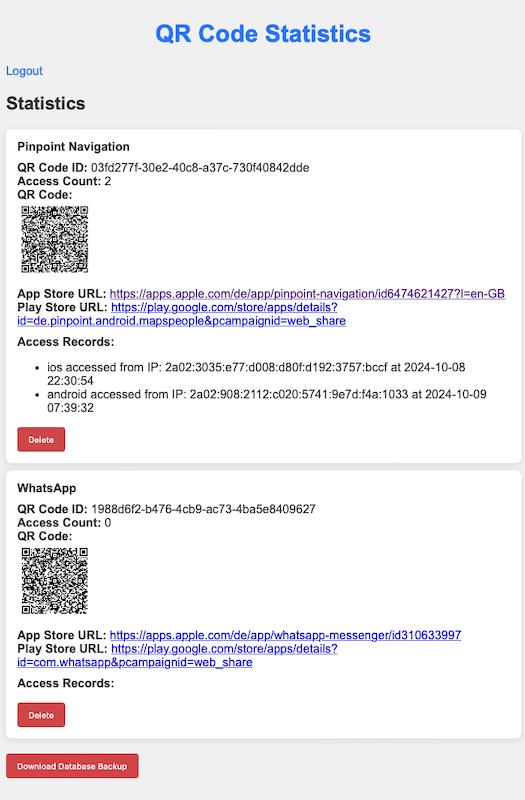 QR Code Statistics
Logout
Statistics
Pinpoint Navigation
QR Code ID: 03fd277f-30e2-40c8-a37c-730f40842dde
Access Count: 2
QR Code:
App Store URL: https://apps.apple.com/de/app/pinpoint-navigation/id6474621427?l=en-GB
Play Store URL: https://play.google.com/store/apps/details?
id=de.pinpoint.android.mapspeople&pcampaignid=web_share
Access Records:
• ios accessed from IP: 2a02:3035:e77:d008:d80f:d192:3757:bccf at 2024-10-08
22:30:54
• android accessed from IP: 2a02:908:2112:c020:5741:9e7d:f4a:1033 at 2024-10-09
07:39:32
Delete
WhatsApp
QR Code ID: 1988d6f2-b476-4cb9-ac73-4ba5e8409627
Access Count: 0
QR Code:
App Store URL: https://apps.apple.com/de/app/whatsapp-messenger/id310633997
Play Store URL: https://play.google.com/store/apps/details?
id=com.whatsapp&pcampaignid=web_share
Access Records:
Delete
Download Database Backup